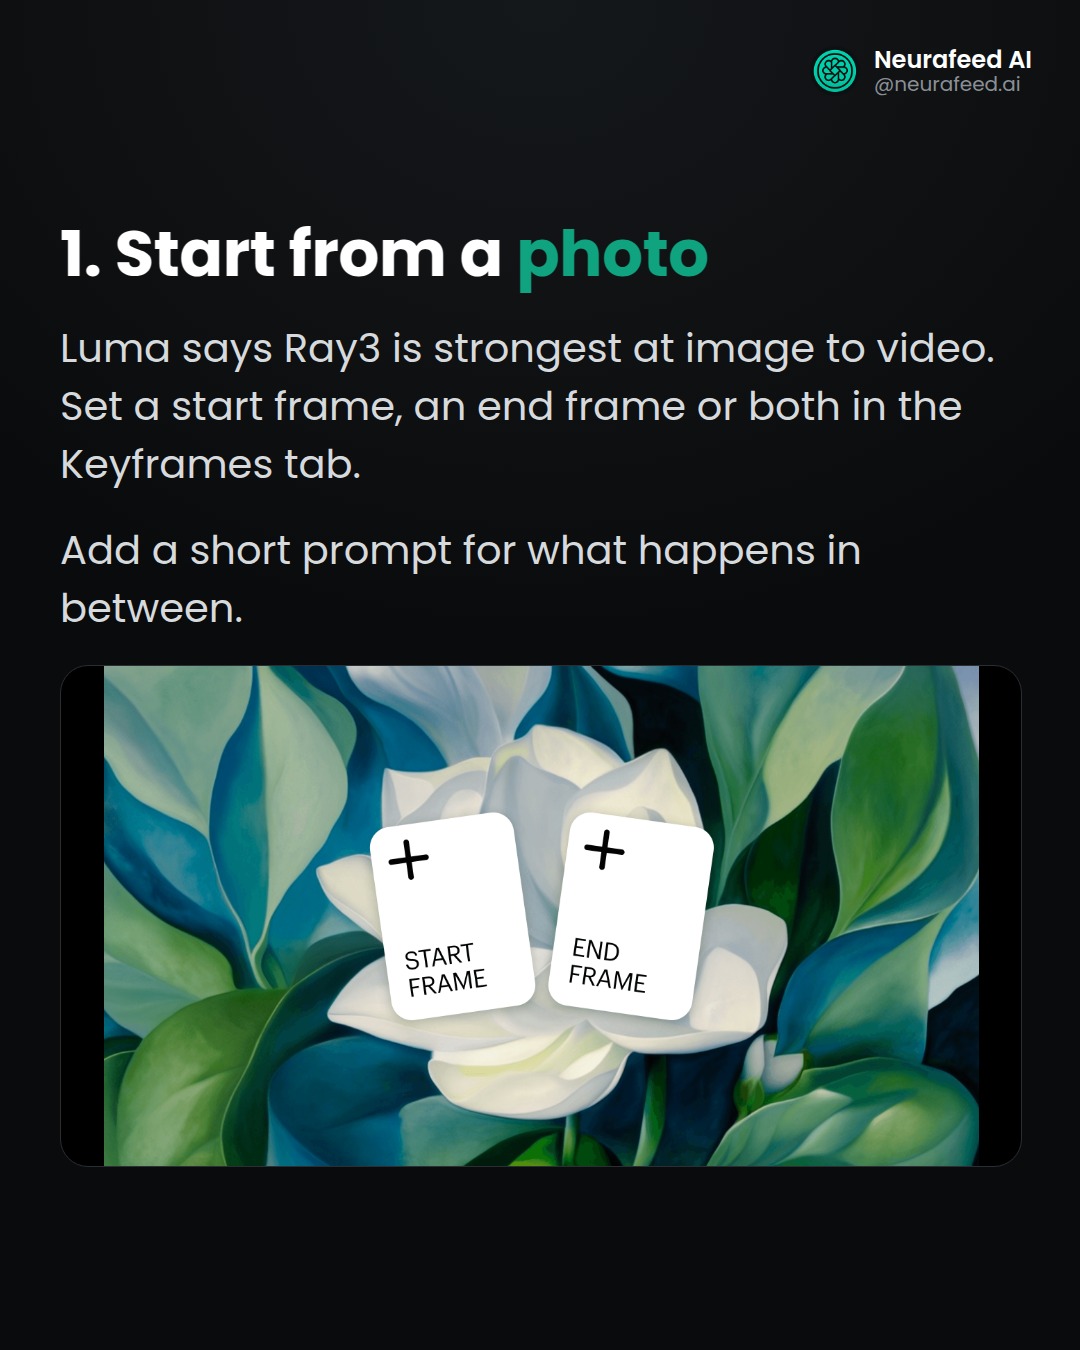 Neurafeed AI
@neurafeed.ai
1. Start from a photo
Luma says Ray3 is strongest at image to video.
Set a start frame, an end frame or both in the
Keyframes tab.
Add a short prompt for what happens in
between.
START
FRAME
END
FRAME